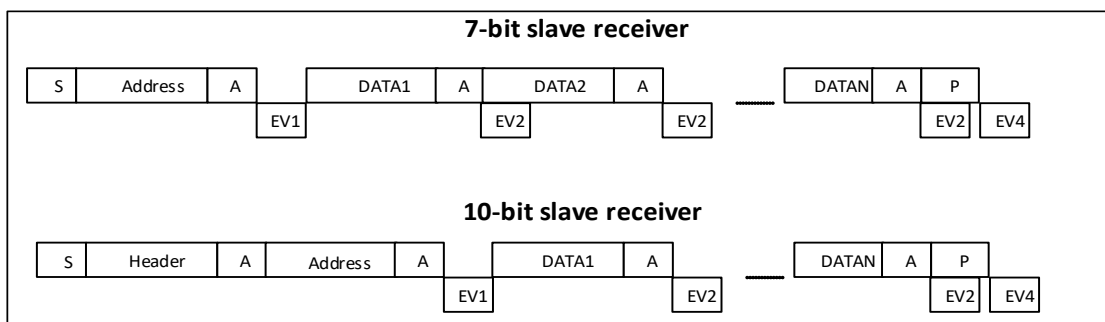 7-bit slave receiver
S Address A DATA1 A DATA2 A DATAN A P
EV1 EV2 EV2 EV2 EV4
10-bit slave receiver
S Header A Address A DATA1 A DATAN A P
EV1 EV2 EV2 EV4